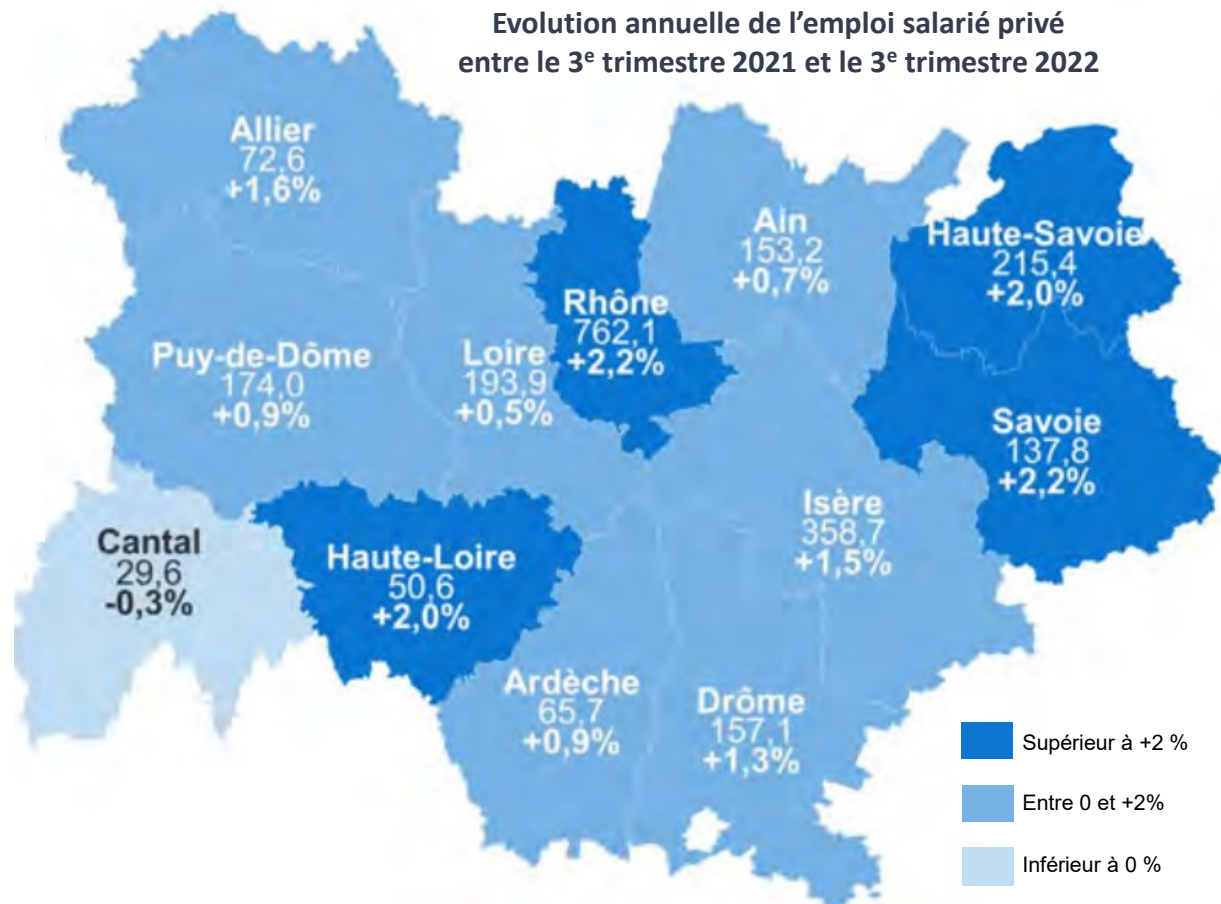 Evolution annuelle de l’emploi salarié privé
entre le 3e trimestre 2021 et le 3e trimestre 2022
Allier
72,6
+1,6%
Ain
153,2
+0,7%
Haute-Savoie
215,4
+2,0%
Rhône
762,1
+2,2%
Puy-de-Dôme
174,0
+0,9%
Loire
193,9
+0,5%
Savoie
137,8
+2,2%
Isère
358,7
+1,5%
Cantal
29,6
-0,3%
Haute-Loire
50,6
+2,0%
Ardèche
65,7
+0,9%
Drôme
157,1
+1,3%
Supérieur à +2 %
Entre 0 et +2%
Inférieur à 0 %